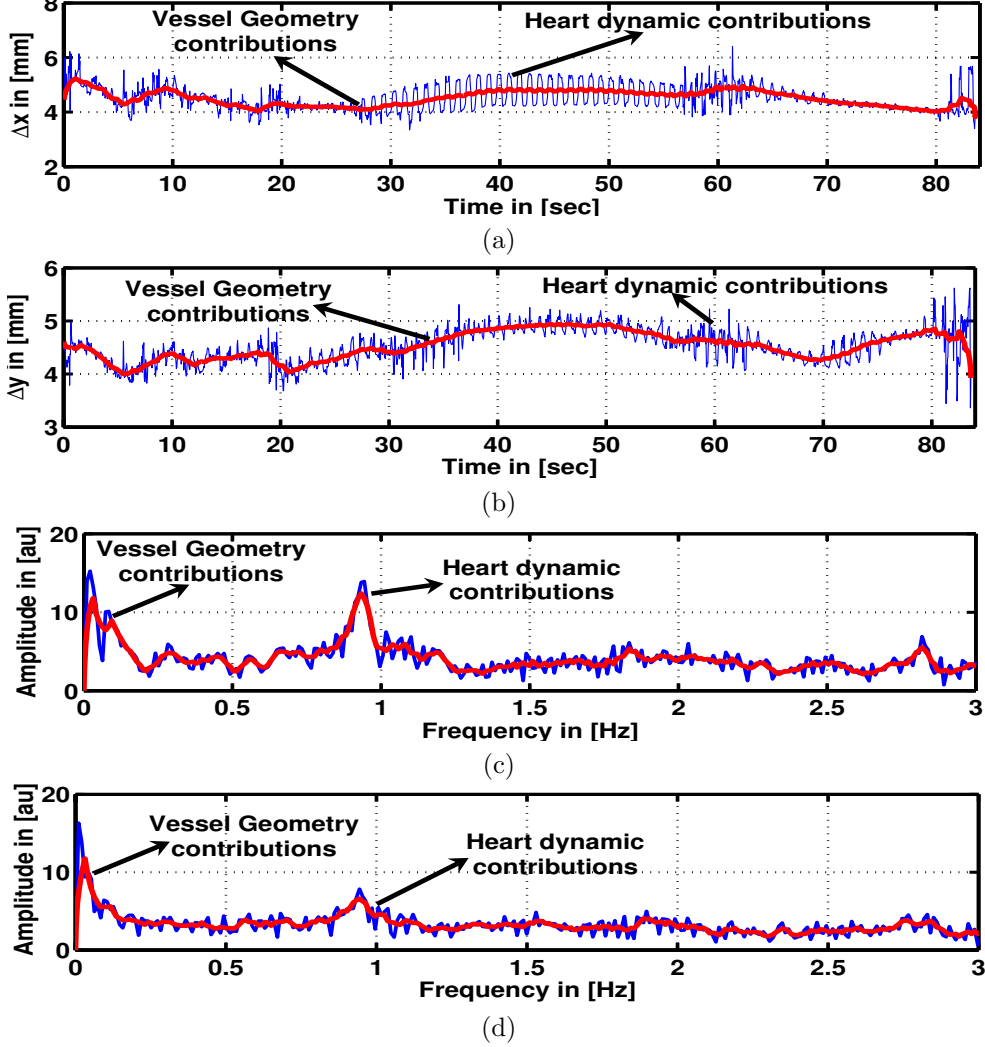 8
6
4
2
Δx in [mm]
Vessel Geometry
contributions
Heart dynamic contributions
0 10 20 30 40 50 60 70 80
Time in [sec]
(a)
6
5
4
3
Δy in [mm]
Vessel Geometry
contributions
Heart dynamic contributions
0 10 20 30 40 50 60 70 80
Time in [sec]
(b)
20
10
0
Amplitude in [au]
Vessel Geometry
contributions
Heart dynamic
contributions
0 0.5 1 1.5 2 2.5 3
Frequency in [Hz]
(c)
20
10
0
Amplitude in [au]
Vessel Geometry
contributions
Heart dynamic
contributions
0 0.5 1 1.5 2 2.5 3
Frequency in [Hz]
(d)